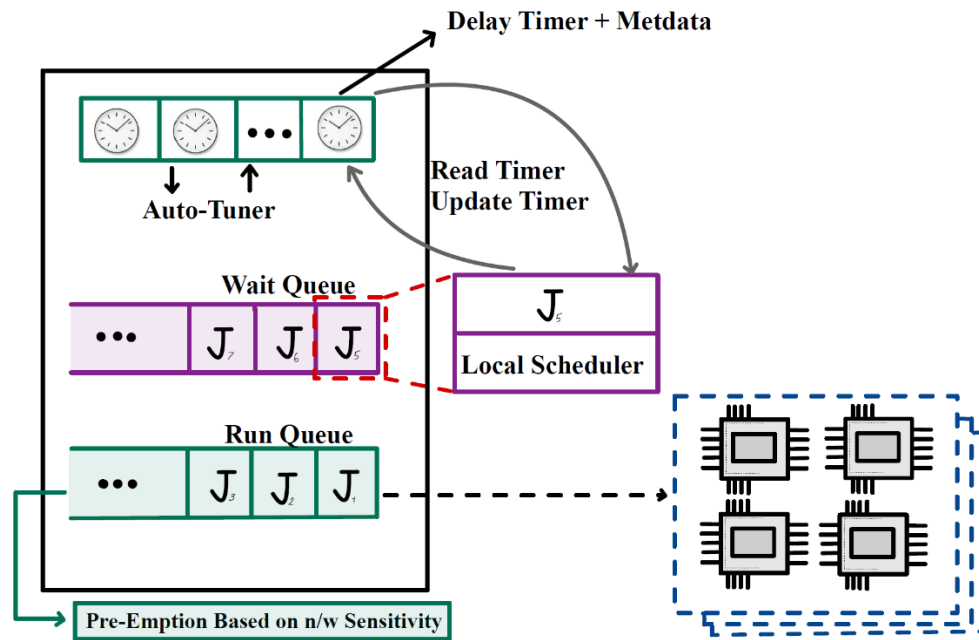 Delay Timer + Metdata
•••
Read Timer
Update Timer
Auto-Tuner
Wait Queue
••• J7 J6 J5
J5
Local Scheduler
Run Queue
••• J3 J2 J1
Pre-Emption Based on n/w Sensitivity